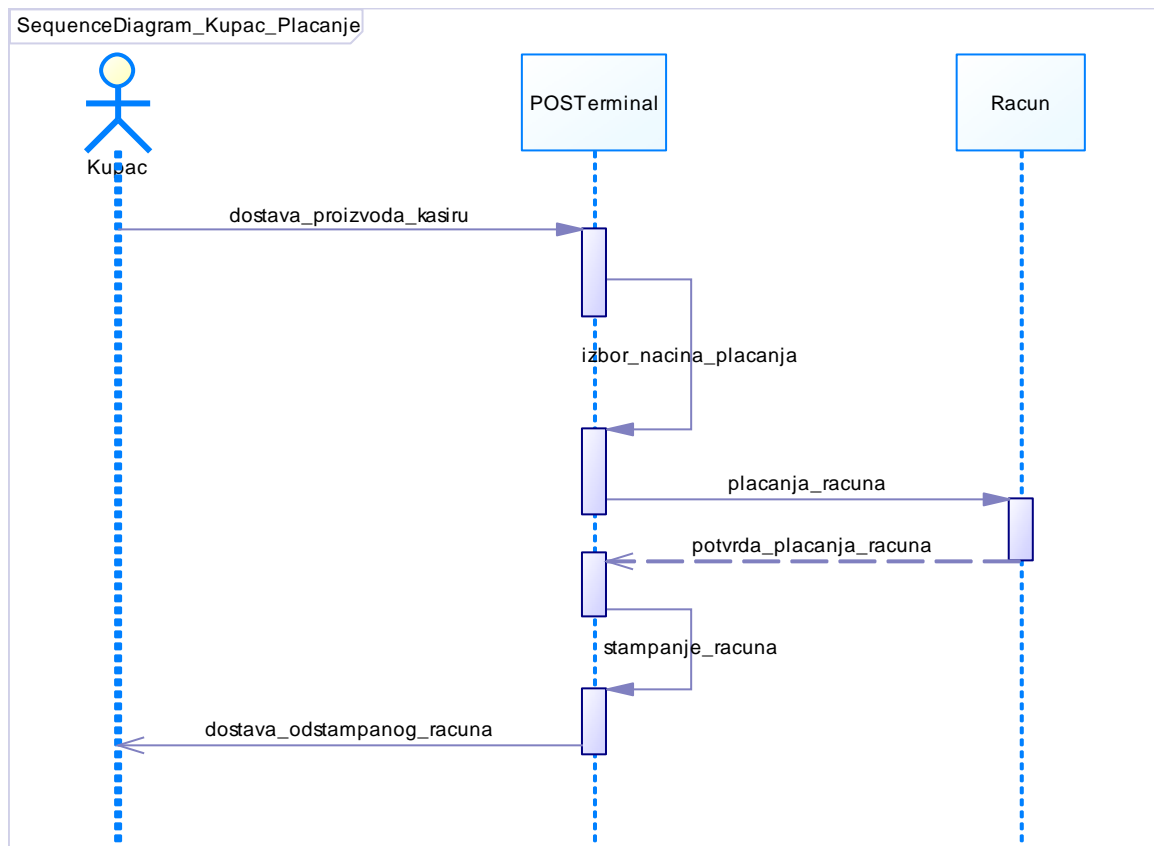 SequenceDiagram_Kupac_Placanje
POSTerminal
Racun
Kupac
dostava_proizvoda_kasiru
izbor_nacina_placanja
placanja_racuna
potvrda_placanja_racuna
stampanje_racuna
dostava_odstampanog_racuna